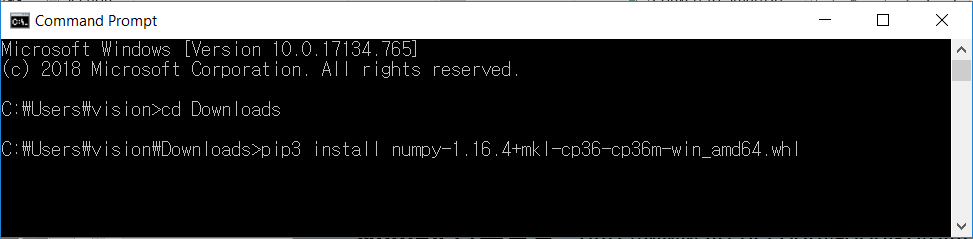 Command Prompt
Microsoft Windows [Version 10.0.17134.765]
(c) 2018 Microsoft Corporation. All rights reserved.
C:₩Users₩vision>cd Downloads
C:₩Users₩vision₩Downloads>pip3 install numpy-1.16.4+mkl-cp36-cp36m-win_amd64.whl